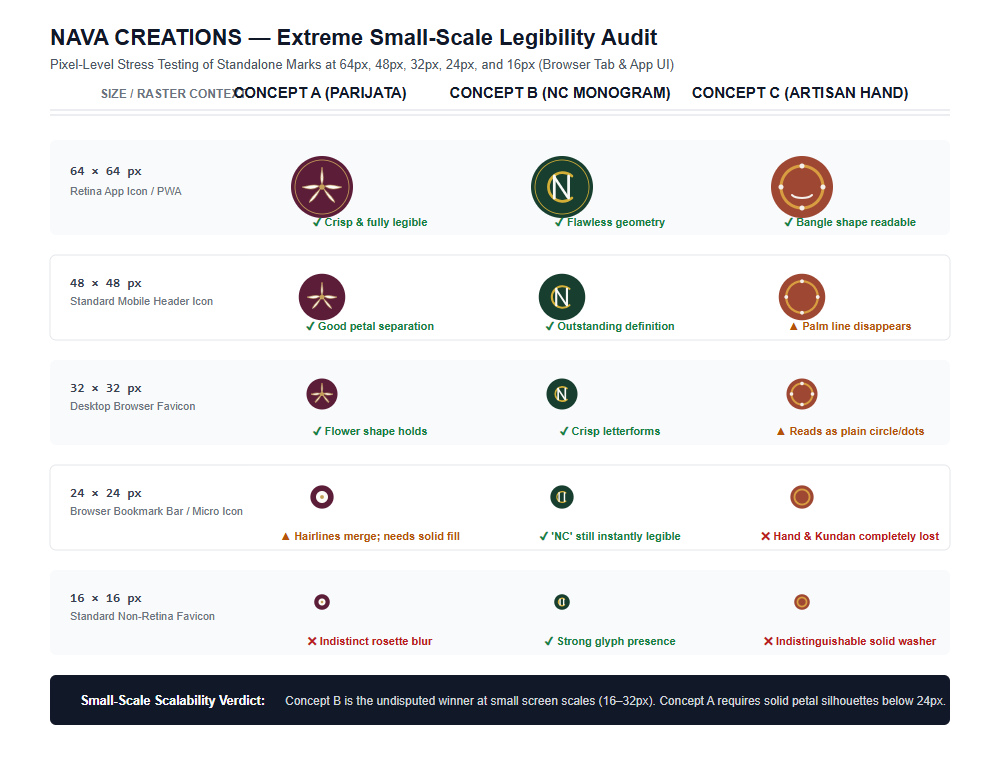 NAVA CREATIONS — Extreme Small-Scale Legibility Audit
Pixel-Level Stress Testing of Standalone Marks at 64px, 48px, 32px, 24px, and 16px (Browser Tab & App UI)
SIZE / RASTER CONTEXT CONCEPT A (PARIJATA) CONCEPT B (NC MONOGRAM) CONCEPT C (ARTISAN HAND)
64 × 64 px
Retina App Icon / PWA
NC
✓ Crisp & fully legible ✓ Flawless geometry ✓ Bangle shape readable
48 × 48 px
Standard Mobile Header Icon
NC
✓ Good petal separation ✓ Outstanding definition ▲ Palm line disappears
32 × 32 px
Desktop Browser Favicon
NC
✓ Flower shape holds ✓ Crisp letterforms ▲ Reads as plain circle/dots
24 × 24 px
Browser Bookmark Bar / Micro Icon
▲ Hairlines merge; needs solid fill ✓ 'NC' still instantly legible ✕ Hand & Kundan completely lost
16 × 16 px
Standard Non-Retina Favicon
✕ Indistinct rosette blur ✓ Strong glyph presence ✕ Indistinguishable solid washer
Small-Scale Scalability Verdict: Concept B is the undisputed winner at small screen scales (16–32px). Concept A requires solid petal silhouettes below 24px.